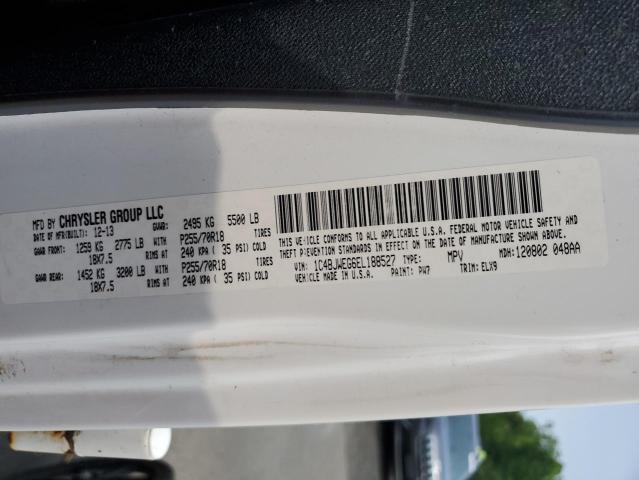 MFD BY CHRYSLER GROUP LLC
DATE OF MFR(BUILT): 12-13 GVWR: 2495 KG 5500 LB
GAWR FRONT: 1259 KG 2775 LB WITH P255/70R18 TIRES
18X7.5 RIMS AT 240 KPA ( 35 PSI) COLD
GAWR REAR: 1452 KG 3200 LB WITH P255/70R18 TIRES
18X7.5 RIMS AT 240 KPA ( 35 PSI) COLD
THIS VEHICLE CONFORMS TO ALL APPLICABLE U.S.A. FEDERAL MOTOR VEHICLE SAFETY AND
THEFT PREVENTION STANDARDS IN EFFECT ON THE DATE OF MANUFACTURE SHOWN ABOVE.
VIN: 1C4BJWEG6EL188527 TYPE: MPV MDH: 120802 048AA
VEHICLE MADE IN U.S.A. PAINT: PW7 TRIM: ELX9